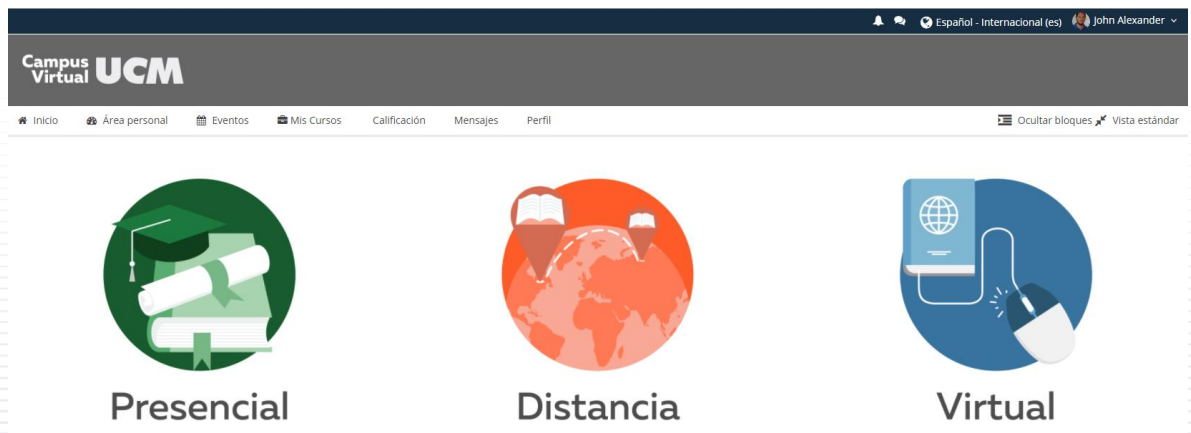 Español - Internacional (es) John Alexander
Campus Virtual UCM
Inicio Área personal Eventos Mis Cursos Calificación Mensajes Perfil Ocultar bloques Vista estándar
Presencial Distancia Virtual